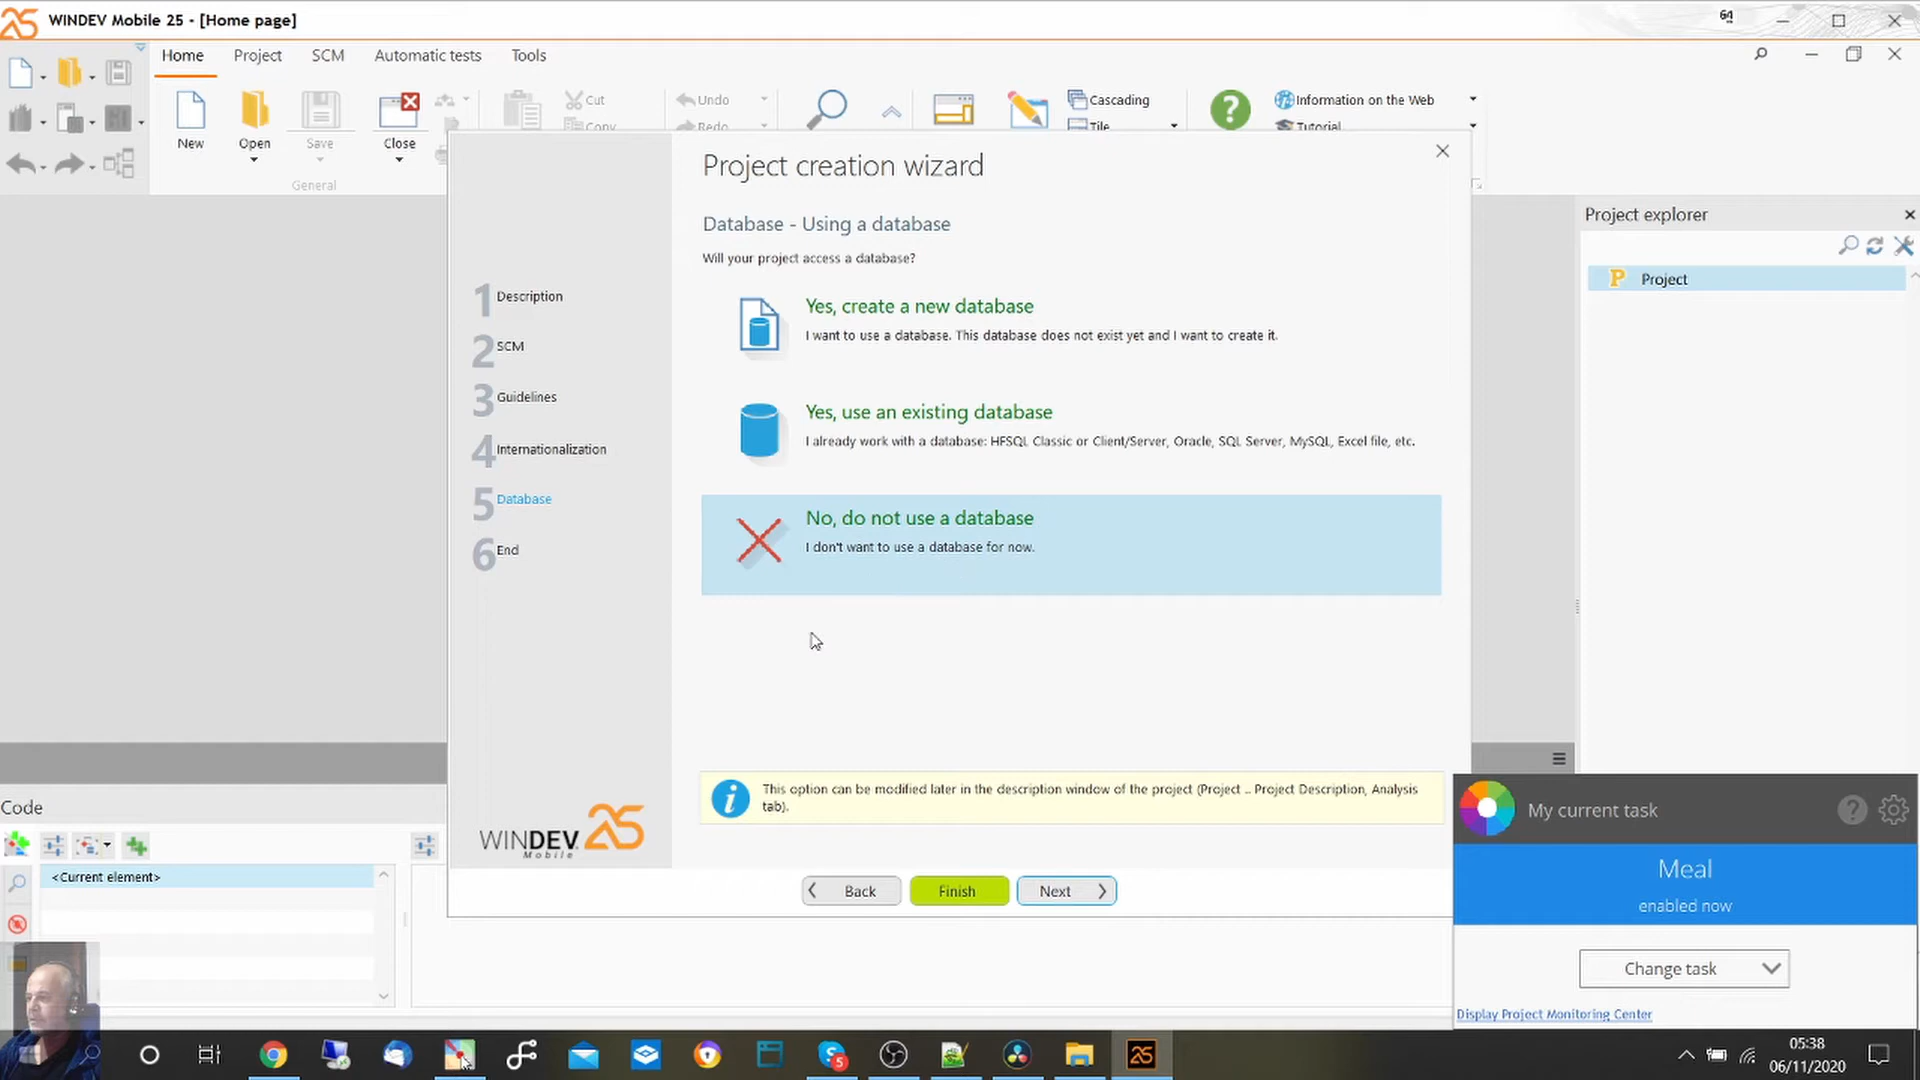 WINDEV Mobile 25 - [Home page]
Home
Project
SCM
Automatic tests
Tools
New
Open
Save
Close
General
Cut
Copy
Undo
Redo
Cascading
Tile
Information on the Web
Tutorial
Project creation wizard
Database - Using a database
Will your project access a database?
1 Description
2 SCM
3 Guidelines
4 Internationalization
5 Database
6 End
Yes, create a new database
I want to use a database. This database does not exist yet and I want to create it.
Yes, use an existing database
I already work with a database: HFSQL Classic or Client/Server, Oracle, SQL Server, MySQL, Excel file, etc.
No, do not use a database
I don't want to use a database for now.
This option can be modified later in the description window of the project (Project .. Project Description, Analysis
tab).
WINDEV 25
Mobile
Back
Finish
Next
Project explorer
Project
Code
<Current element>
My current task
Meal
enabled now
Change task
Display Project Monitoring Center
05:38
06/11/2020